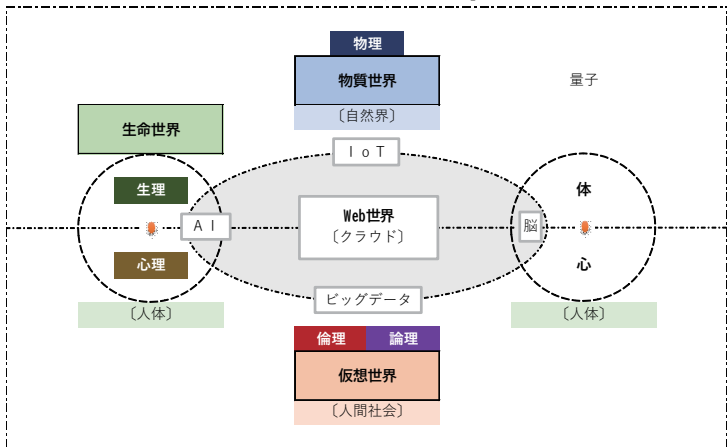 物理
物質世界
〔自然界〕
量子
生命世界
IoT
生理
体
AI
Web世界
〔クラウド〕
脳
心理
心
ビッグデータ
〔人体〕
〔人体〕
倫理
論理
仮想世界
〔人間社会〕